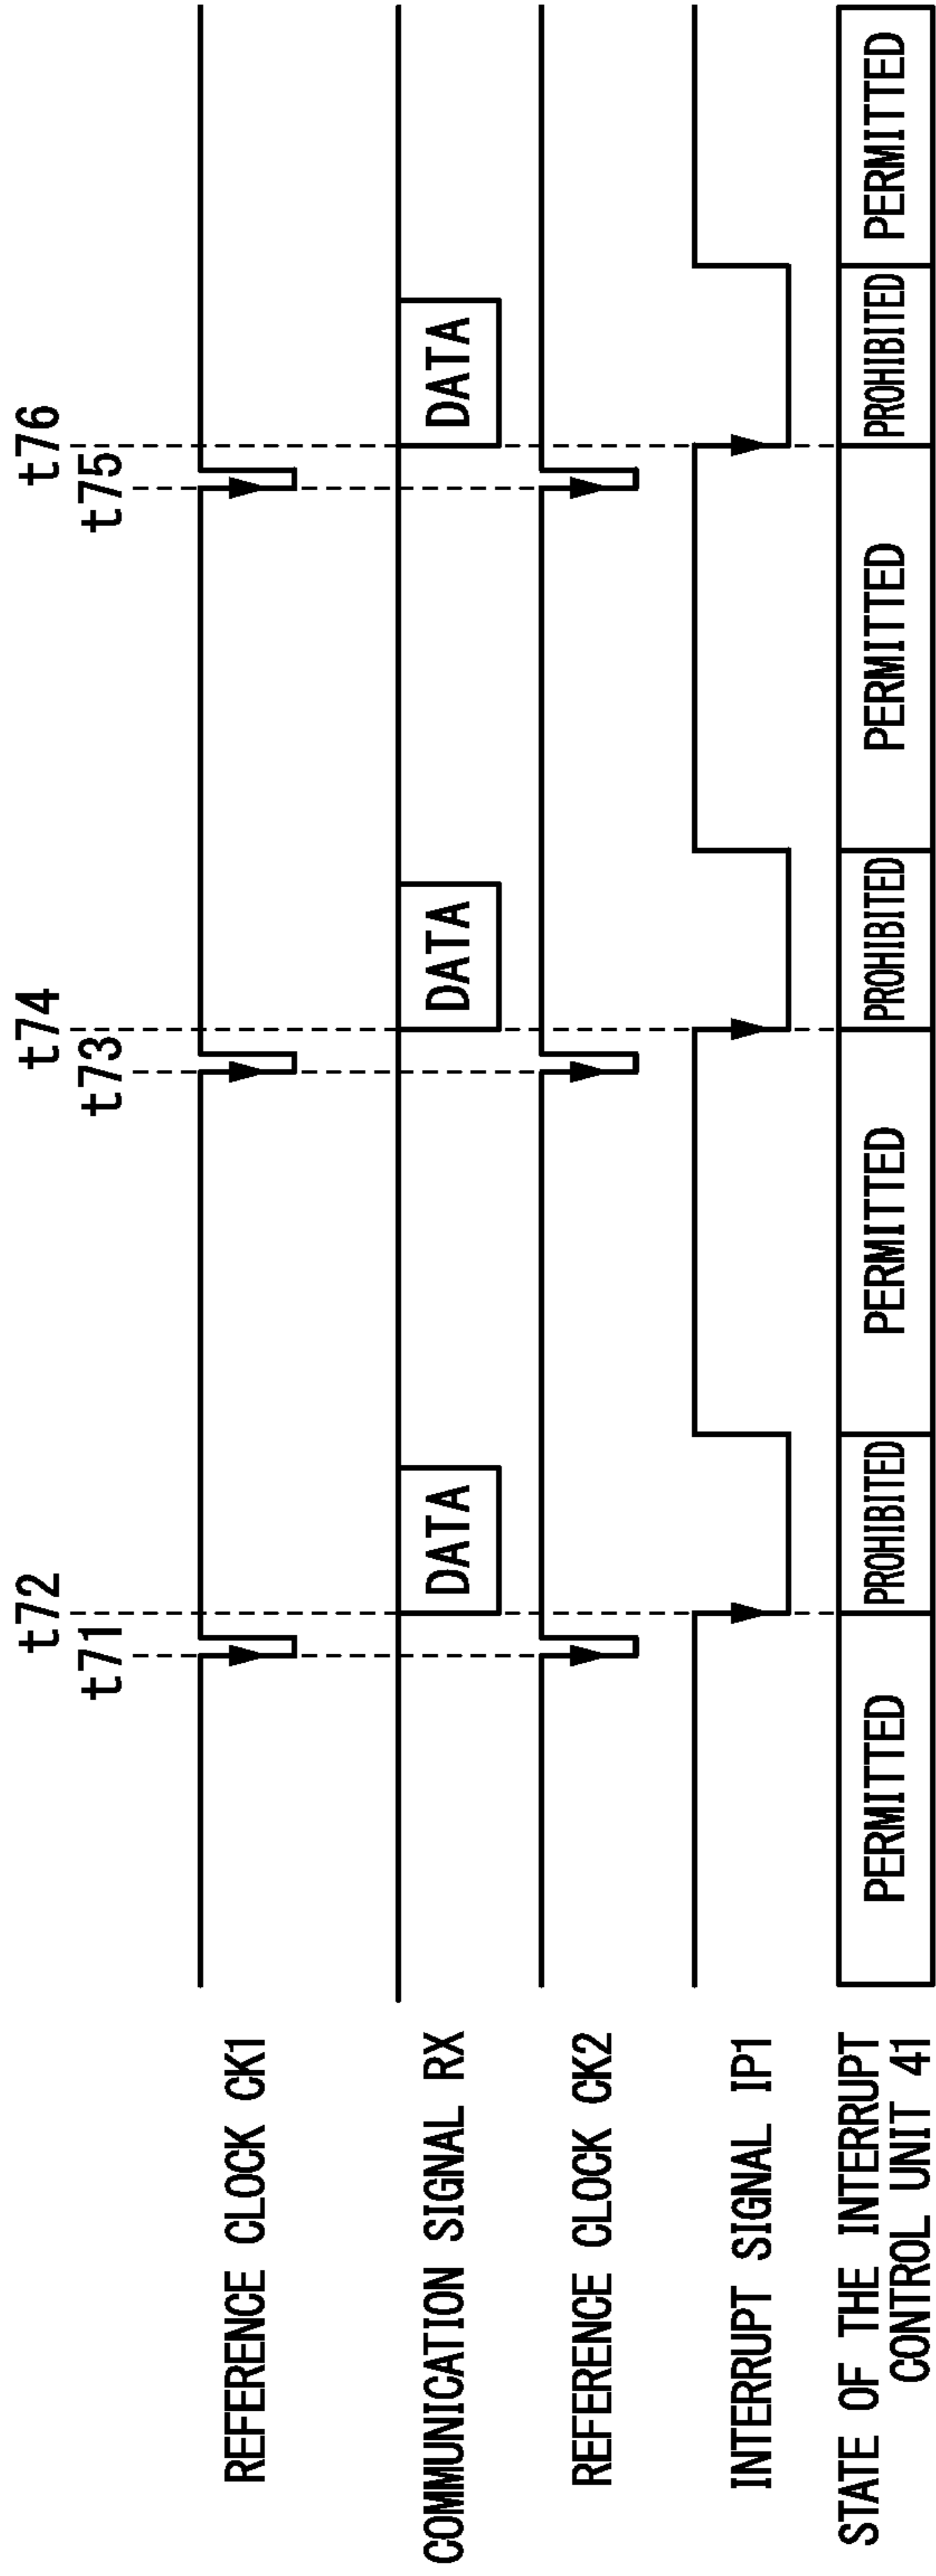 t72
t74
t76
t71
t73
t75
REFERENCE CLOCK CK1
COMMUNICATION SIGNAL RX
DATA
DATA
DATA
REFERENCE CLOCK CK2
INTERRUPT SIGNAL IP1
STATE OF THE INTERRUPT
CONTROL UNIT 41
PERMITTED
PROHIBITED
PERMITTED
PROHIBITED
PERMITTED
PROHIBITED
PERMITTED